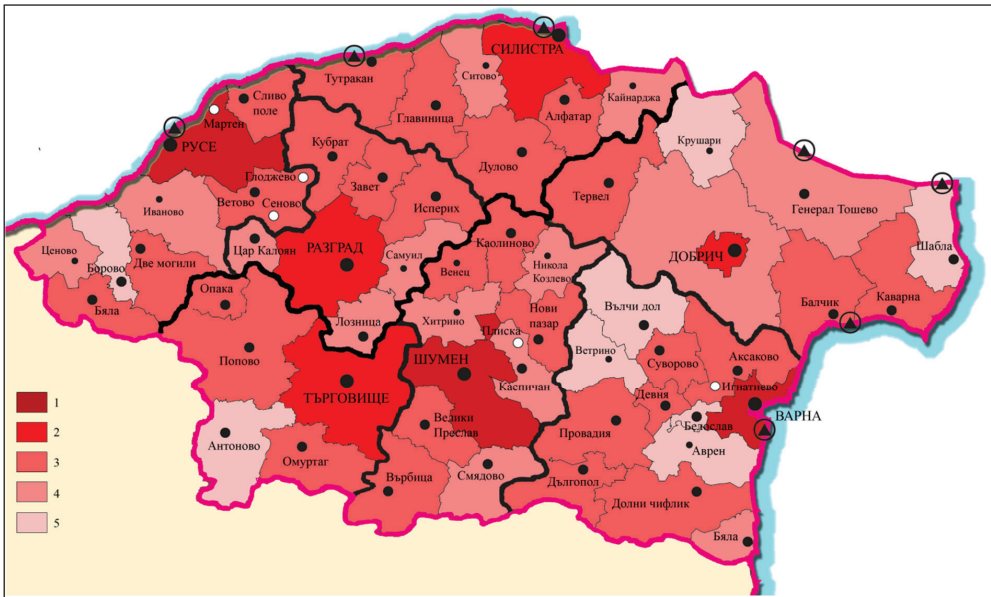 СИЛИСТРА
Тутракан
Ситово
Кайнарджа
Сливо
поле
Мартен
Главиница
Алфатар
Крушари
РУСЕ
Кубрат
Дулово
Глоджево
Завет
Тервел
Ветово
Сеново
Исперих
Генерал Тошево
Иваново
Цар Калоян
РАЗГРАД
Каолиново
Шабла
Ценово
Две могили
Самуил
Венец
Никола
Козлево
ДОБРИЧ
Борово
Бяла
Опака
Балчик
Каварна
Лозница
Хитрино
Нови
пазар
Вълчи дол
Плиска
Попово
ШУМЕН
Ветрино
Суворово
Аксаково
Игнатиево
Каспичан
ТЪРГОВИЩЕ
Девня
ВАРНА
Велики
Преслав
Белослав
Провадия
Антоново
Аврен
Омуртаг
Върбица
Смядово
Дългопол
Долни чифлик
Бяла
1
2
3
4
5